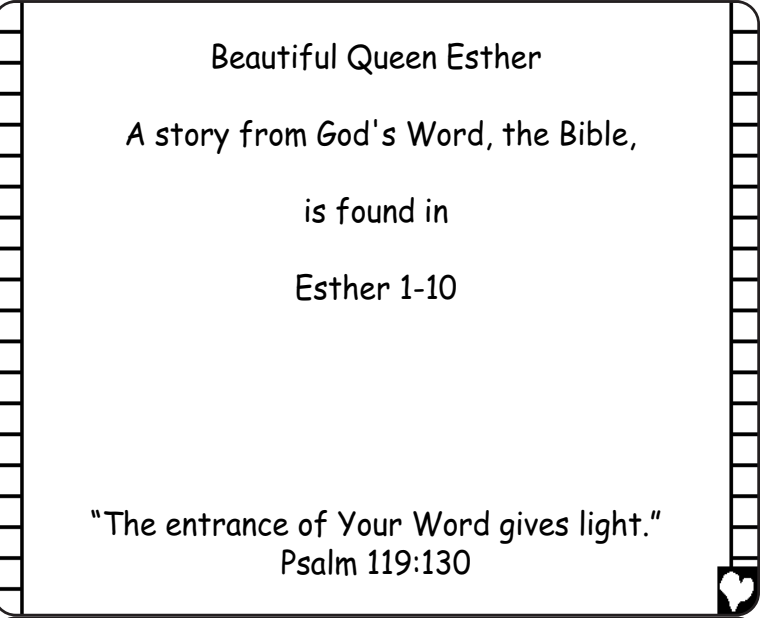 Beautiful Queen Esther
A story from God's Word, the Bible,
is found in
Esther 1-10
“The entrance of Your Word gives light.”
Psalm 119:130